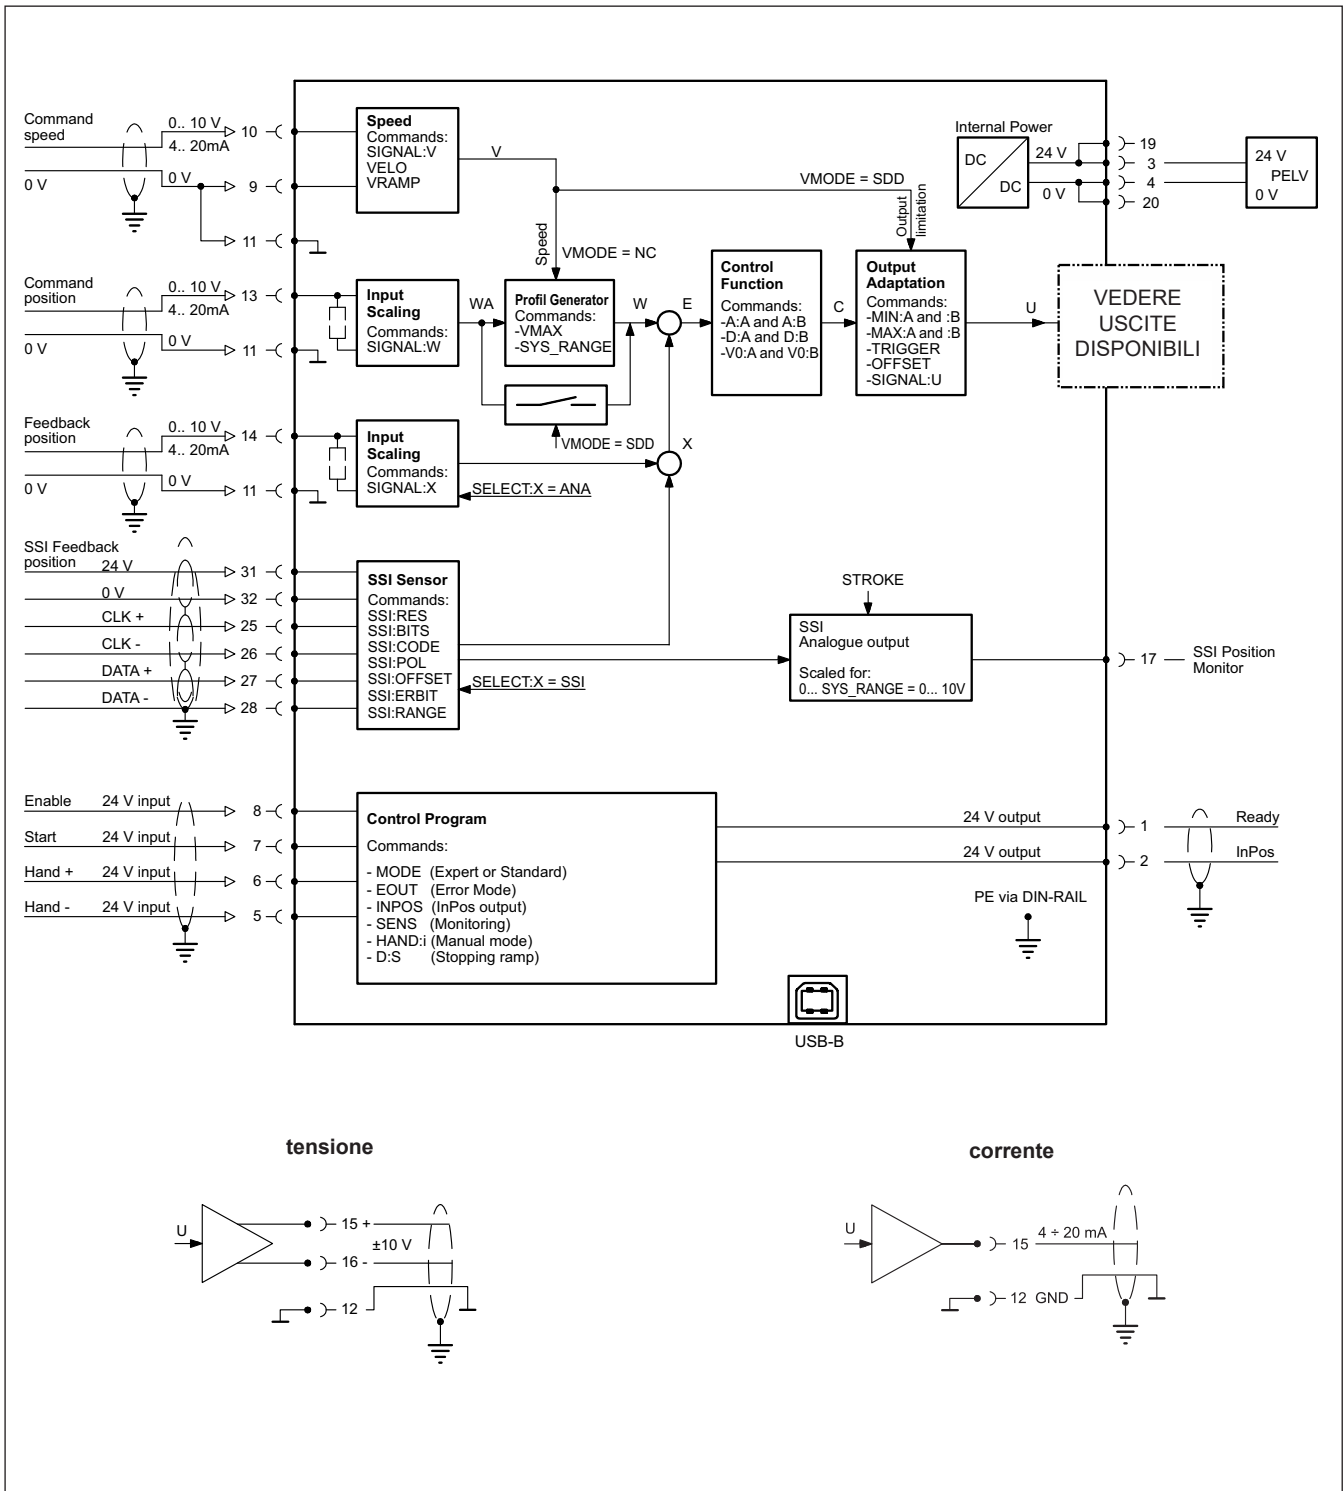 Command
speed
0.. 10 V
4.. 20mA
10
0 V
0 V
9
11
Speed
Commands:
SIGNAL:V
VELO
VRAMP
V
VMODE = SDD
Speed
VMODE = NC
Output
limitation
Internal Power
DC
DC
24 V
0 V
19
3
4
20
24 V
PELV
0 V
Command
position
0.. 10 V
4.. 20mA
13
0 V
0 V
11
Input
Scaling
Commands:
SIGNAL:W
WA
Profil Generator
Commands:
-VMAX
-SYS_RANGE
W
E
VMODE = SDD
Control
Function
Commands:
-A:A and A:B
-D:A and D:B
-V0:A and V0:B
C
Output
Adaptation
Commands:
-MIN:A and :B
-MAX:A and :B
-TRIGGER
-OFFSET
-SIGNAL:U
U
VEDERE
USCITE
DISPONIBILI
Feedback
position
0.. 10 V
4.. 20mA
14
0 V
0 V
11
Input
Scaling
Commands:
SIGNAL:X
SELECT:X = ANA
X
SSI Feedback
position
24 V
31
0 V
32
CLK +
25
CLK -
26
DATA +
27
DATA -
28
SSI Sensor
Commands:
SSI:RES
SSI:BITS
SSI:CODE
SSI:POL
SSI:OFFSET
SSI:ERBIT
SSI:RANGE
SELECT:X = SSI
STROKE
SSI
Analogue output
Scaled for:
0... SYS_RANGE = 0... 10V
17
SSI Position
Monitor
Enable 24 V input 8
Start 24 V input 7
Hand + 24 V input 6
Hand - 24 V input 5
Control Program
Commands:
- MODE (Expert or Standard)
- EOUT (Error Mode)
- INPOS (InPos output)
- SENS (Monitoring)
- HAND:i (Manual mode)
- D:S (Stopping ramp)
24 V output 1 Ready
24 V output 2 InPos
PE via DIN-RAIL
USB-B
tensione
U
15 +
±10 V
16 -
12
corrente
U
15
4 ÷ 20 mA
12 GND